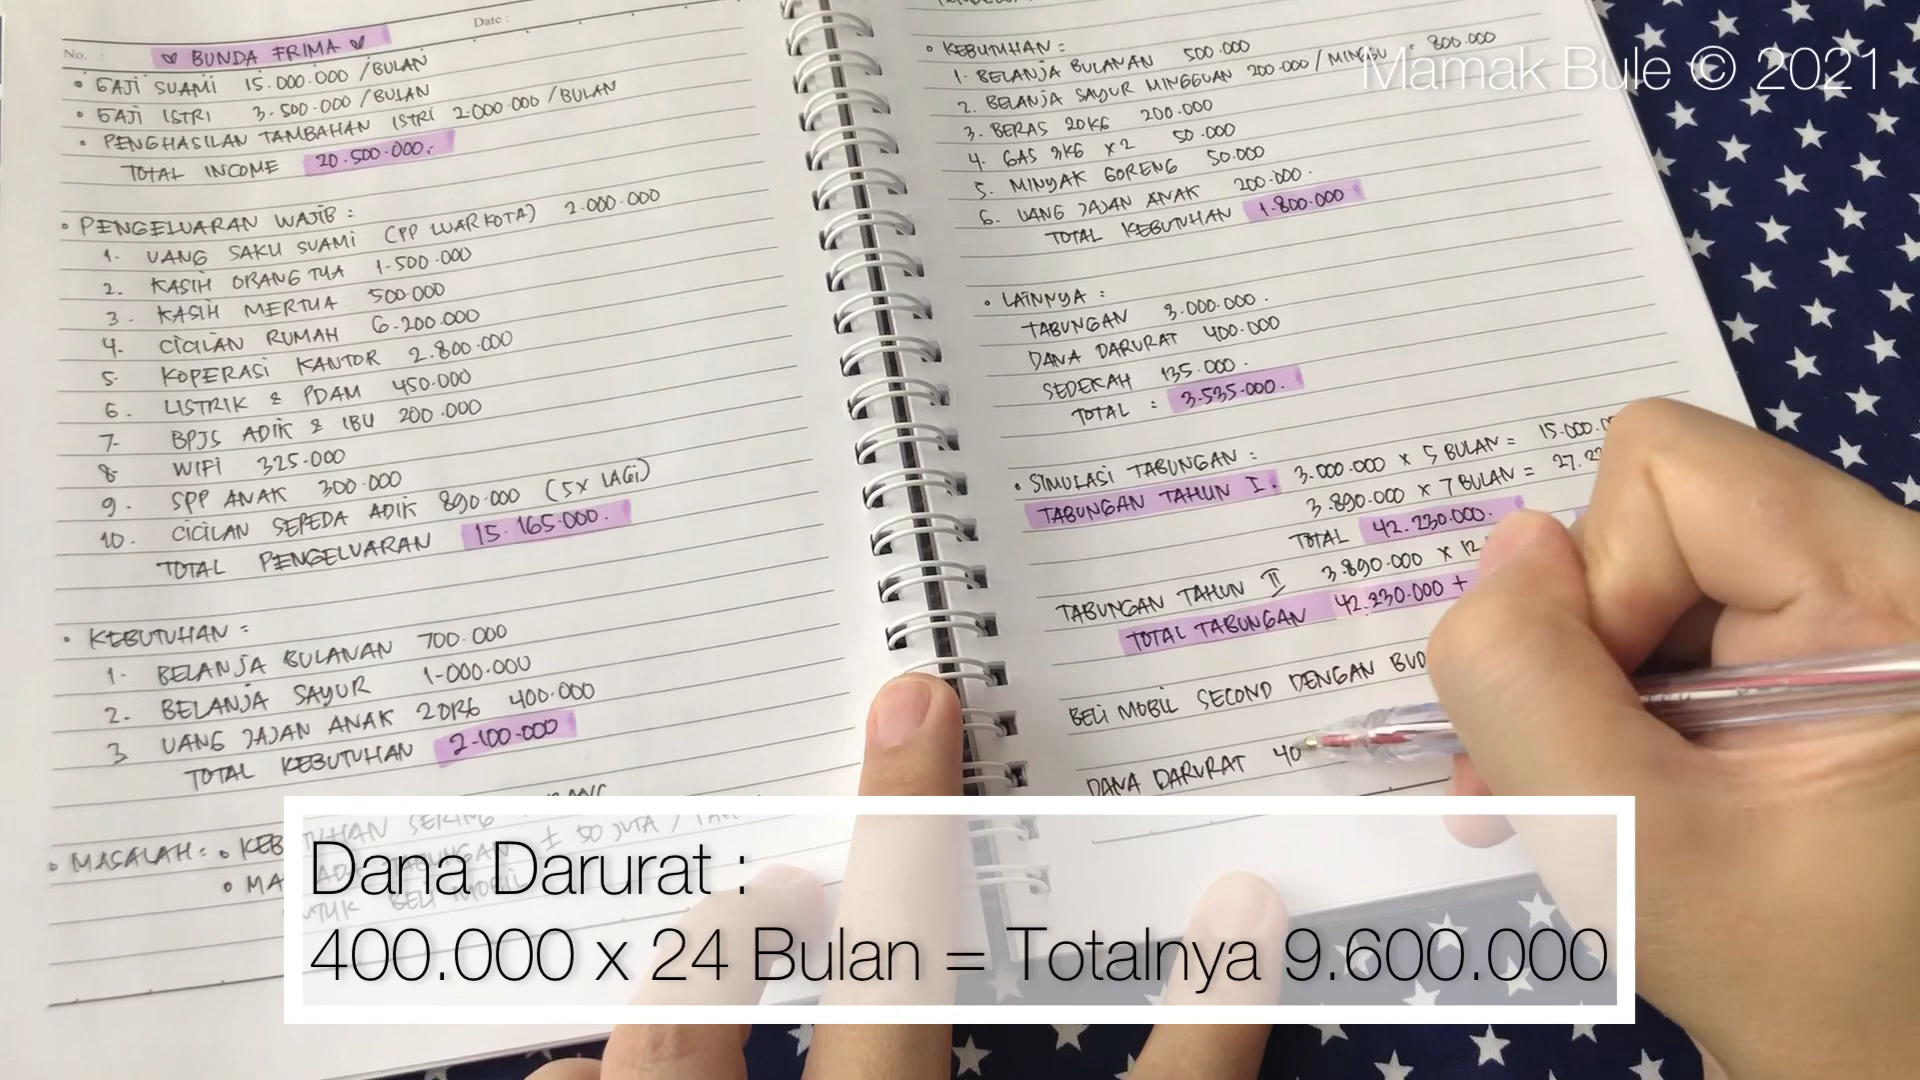 No. :
Date :
BUNDA FRIMA
• GAJI SUAMI 15.000.000 /BULAN
• GAJI ISTRI 3.500.000 /BULAN
• PENGHASILAN TAMBAHAN ISTRI 2.000.000 /BULAN
TOTAL INCOME 20.500.000.
• PENGELUARAN WAJIB :
1. UANG SAKU SUAMI (PP LUAR KOTA) 2.000.000
2. KASIH ORANG TUA 1.500.000
3. KASIH MERTUA 500.000
4. CICILAN RUMAH 6.200.000
5. KOPERASI KANTOR 2.800.000
6. LISTRIK & PDAM 450.000
7. BPJS ADIK & IBU 200.000
8 WIFI 325.000
9. SPP ANAK 300.000
10. CICILAN SEPEDA ADIK 890.000 (5X LAGI)
TOTAL PENGELUARAN 15.165.000.
• KEBUTUHAN :
1. BELANJA BULANAN 700.000
2. BELANJA SAYUR 1.000.000
3 UANG JAJAN ANAK 2 ORG 400.000
TOTAL KEBUTUHAN 2.100.000
• MASALAH : • KEB
• MA
• KEBUTUHAN :
1. BELANJA BULANAN 500.000
2. BELANJA SAYUR MINGGUAN 200.000 / MINGGU = 800.000
3. BERAS 20KG 200.000
4. GAS 3KG X 2 50.000
5. MINYAK GORENG 50.000
6. UANG JAJAN ANAK 200.000.
TOTAL KEBUTUHAN 1.800.000
• LAINNYA :
TABUNGAN 3.000.000.
DANA DARURAT 400.000
SEDEKAH 135.000.
TOTAL : 3.535.000.
• SIMULASI TABUNGAN :
TABUNGAN TAHUN I. 3.000.000 X 5 BULAN = 15.000.0
3.890.000 X 7 BULAN = 27.2
TOTAL 42.230.000.
TABUNGAN TAHUN II 3.890.000 X 12
TOTAL TABUNGAN 42.230.000 +
BELI MOBIL SECOND DENGAN BUD
DANA DARURAT 40
Mamak Bule © 2021
Dana Darurat :
400.000 x 24 Bulan = Totalnya 9.600.000